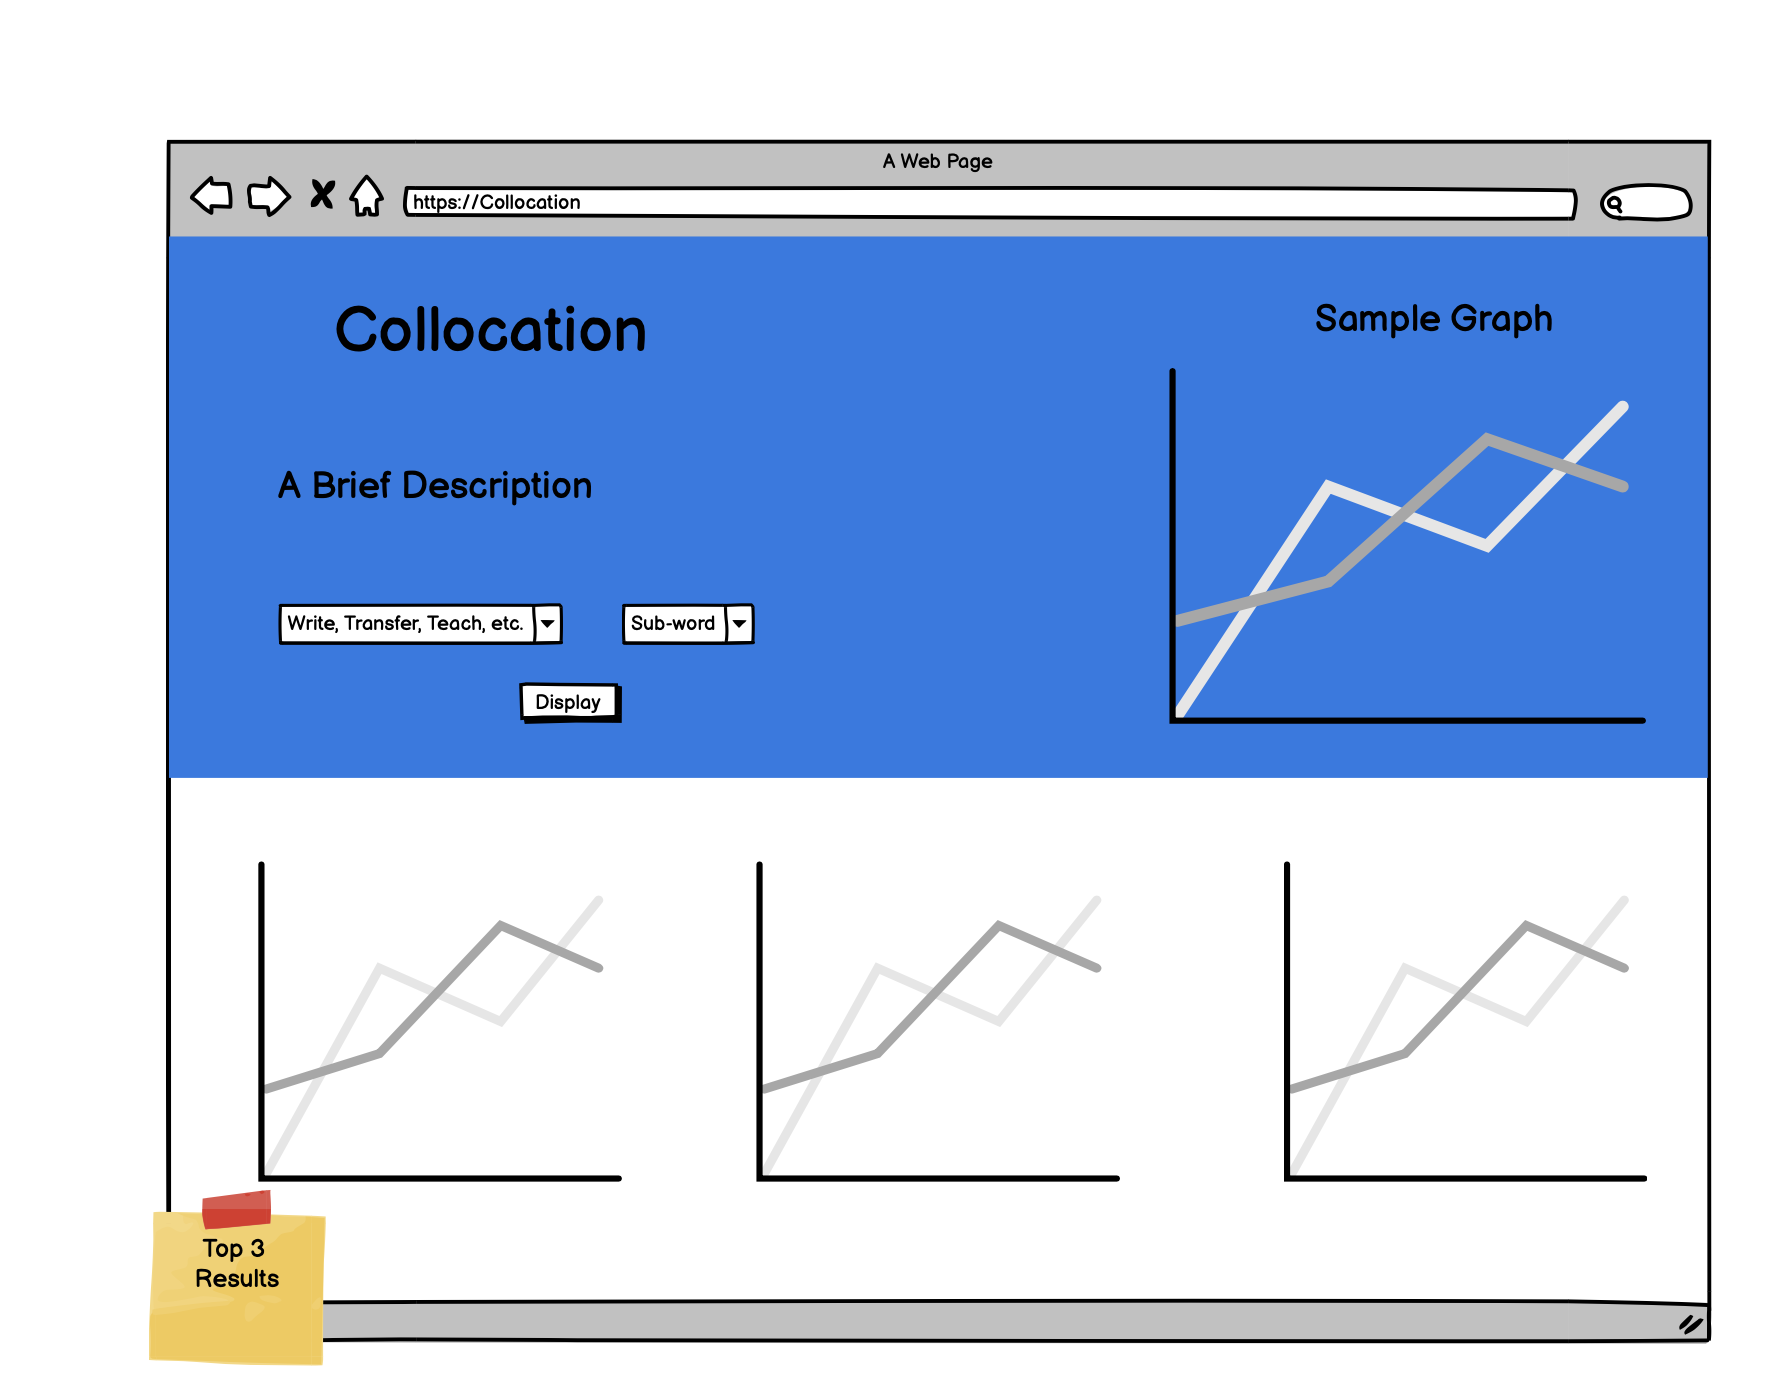 A Web Page
https://Collocation
Collocation
Sample Graph
A Brief Description
Write, Transfer, Teach, etc.
Sub-word
Display
Top 3
Results